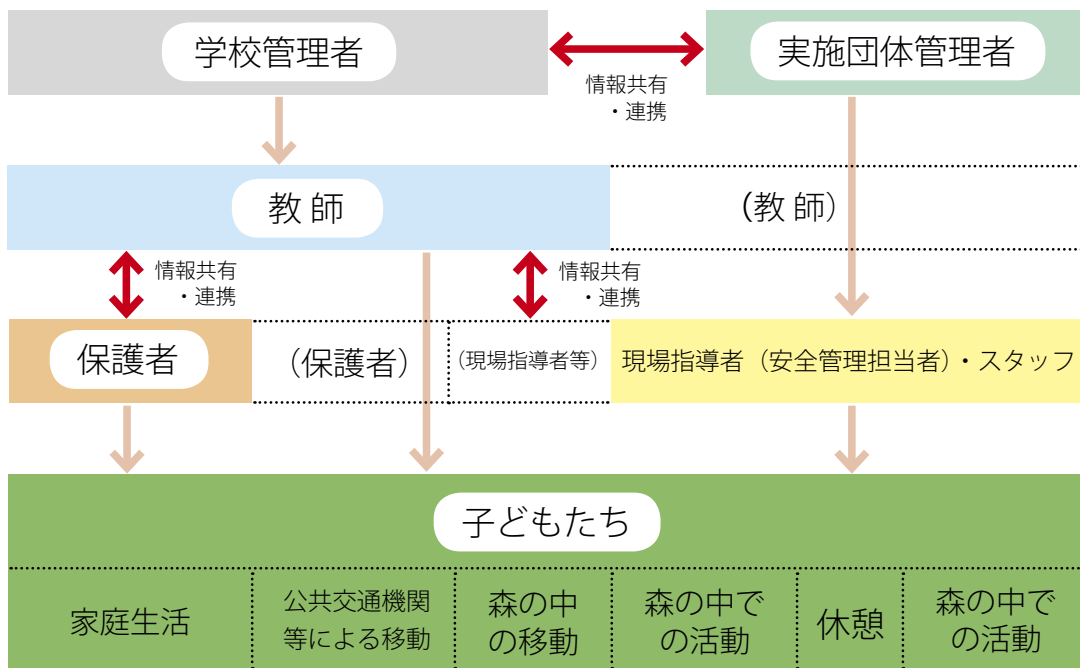 学校管理者
実施団体管理者
情報共有
・連携
教 師
(教 師)
情報共有
・連携
情報共有
・連携
保護者
(保護者)
(現場指導者等)
現場指導者(安全管理担当者)・スタッフ
子どもたち
家庭生活
公共交通機関
等による移動
森の中
の移動
森の中で
の活動
休憩
森の中で
の活動